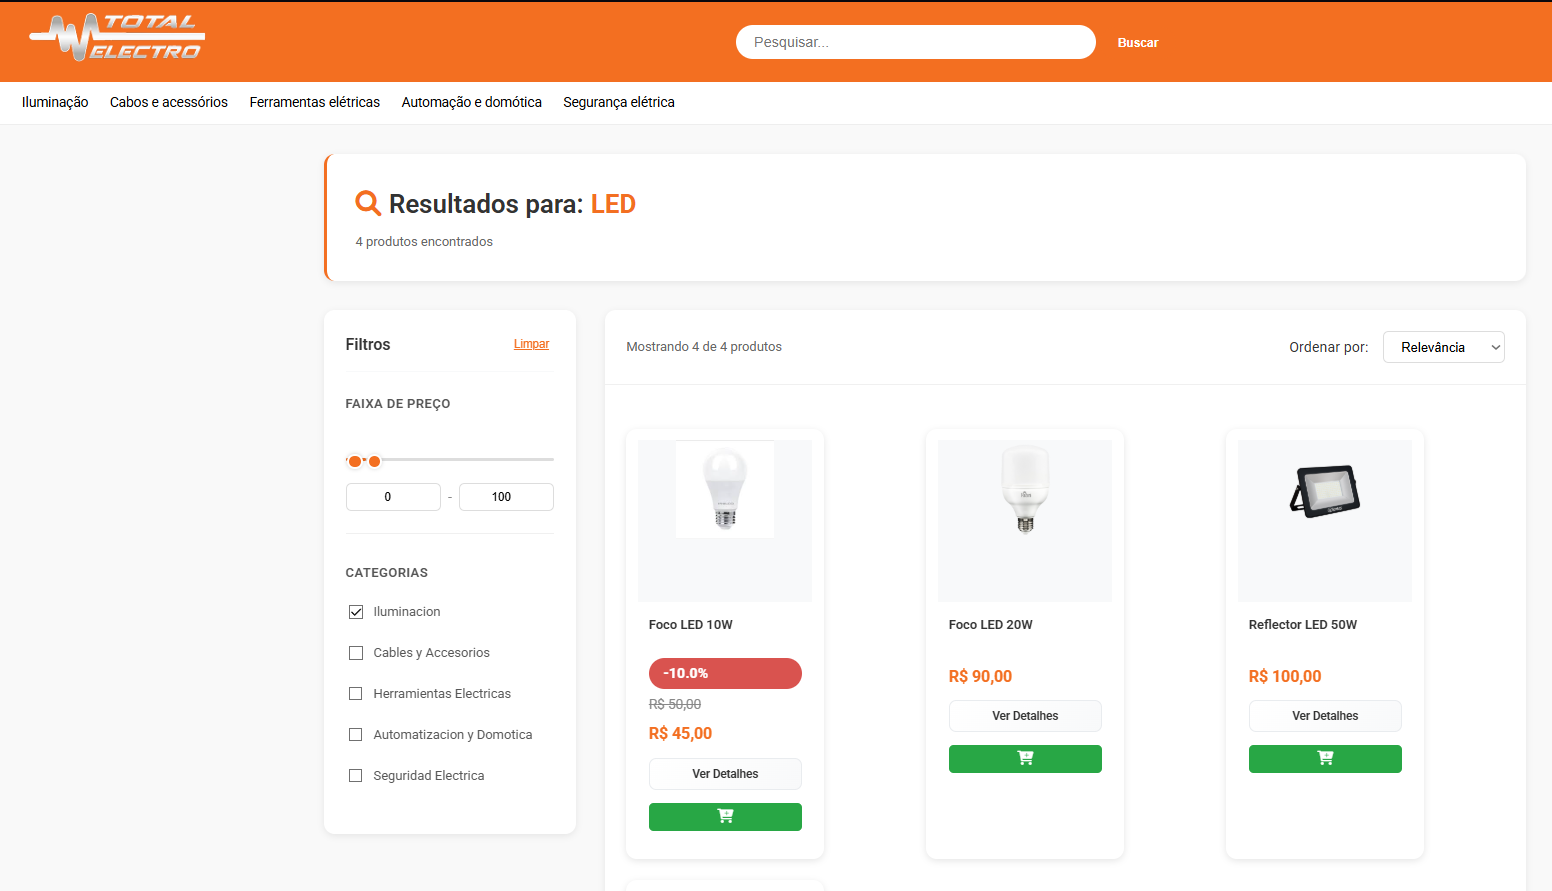 TOTAL
ELECTRO
Pesquisar...
Buscar
Iluminação
Cabos e acessórios
Ferramentas elétricas
Automação e domótica
Segurança elétrica
Resultados para: LED
4 produtos encontrados
Filtros
Limpar
FAIXA DE PREÇO
0 - 100
CATEGORIAS
Iluminacion
Cables y Accesorios
Herramientas Electricas
Automatizacion y Domotica
Seguridad Electrica
Mostrando 4 de 4 produtos
Ordenar por:
Relevância
Foco LED 10W
-10.0%
R$ 50,00
R$ 45,00
Ver Detalhes
Foco LED 20W
R$ 90,00
Ver Detalhes
Reflector LED 50W
R$ 100,00
Ver Detalhes